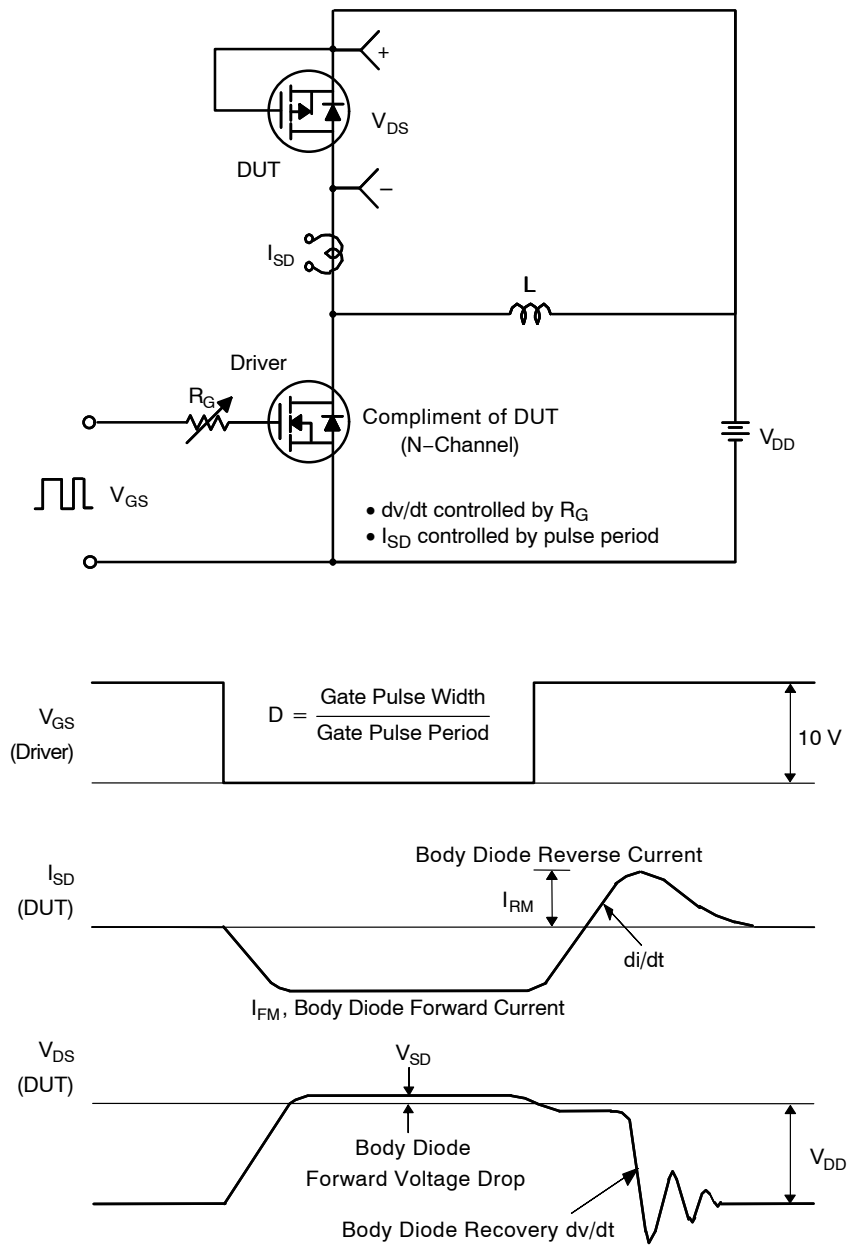 +
V_DS
DUT
−
I_SD
L
Driver
R_G
Compliment of DUT
(N−Channel)
V_DD
V_GS
• dv/dt controlled by R_G
• I_SD controlled by pulse period
V_GS
(Driver)
D = Gate Pulse Width
Gate Pulse Period
10 V
I_SD
(DUT)
Body Diode Reverse Current
I_RM
di/dt
I_FM, Body Diode Forward Current
V_DS
(DUT)
V_SD
Body Diode
Forward Voltage Drop
V_DD
Body Diode Recovery dv/dt